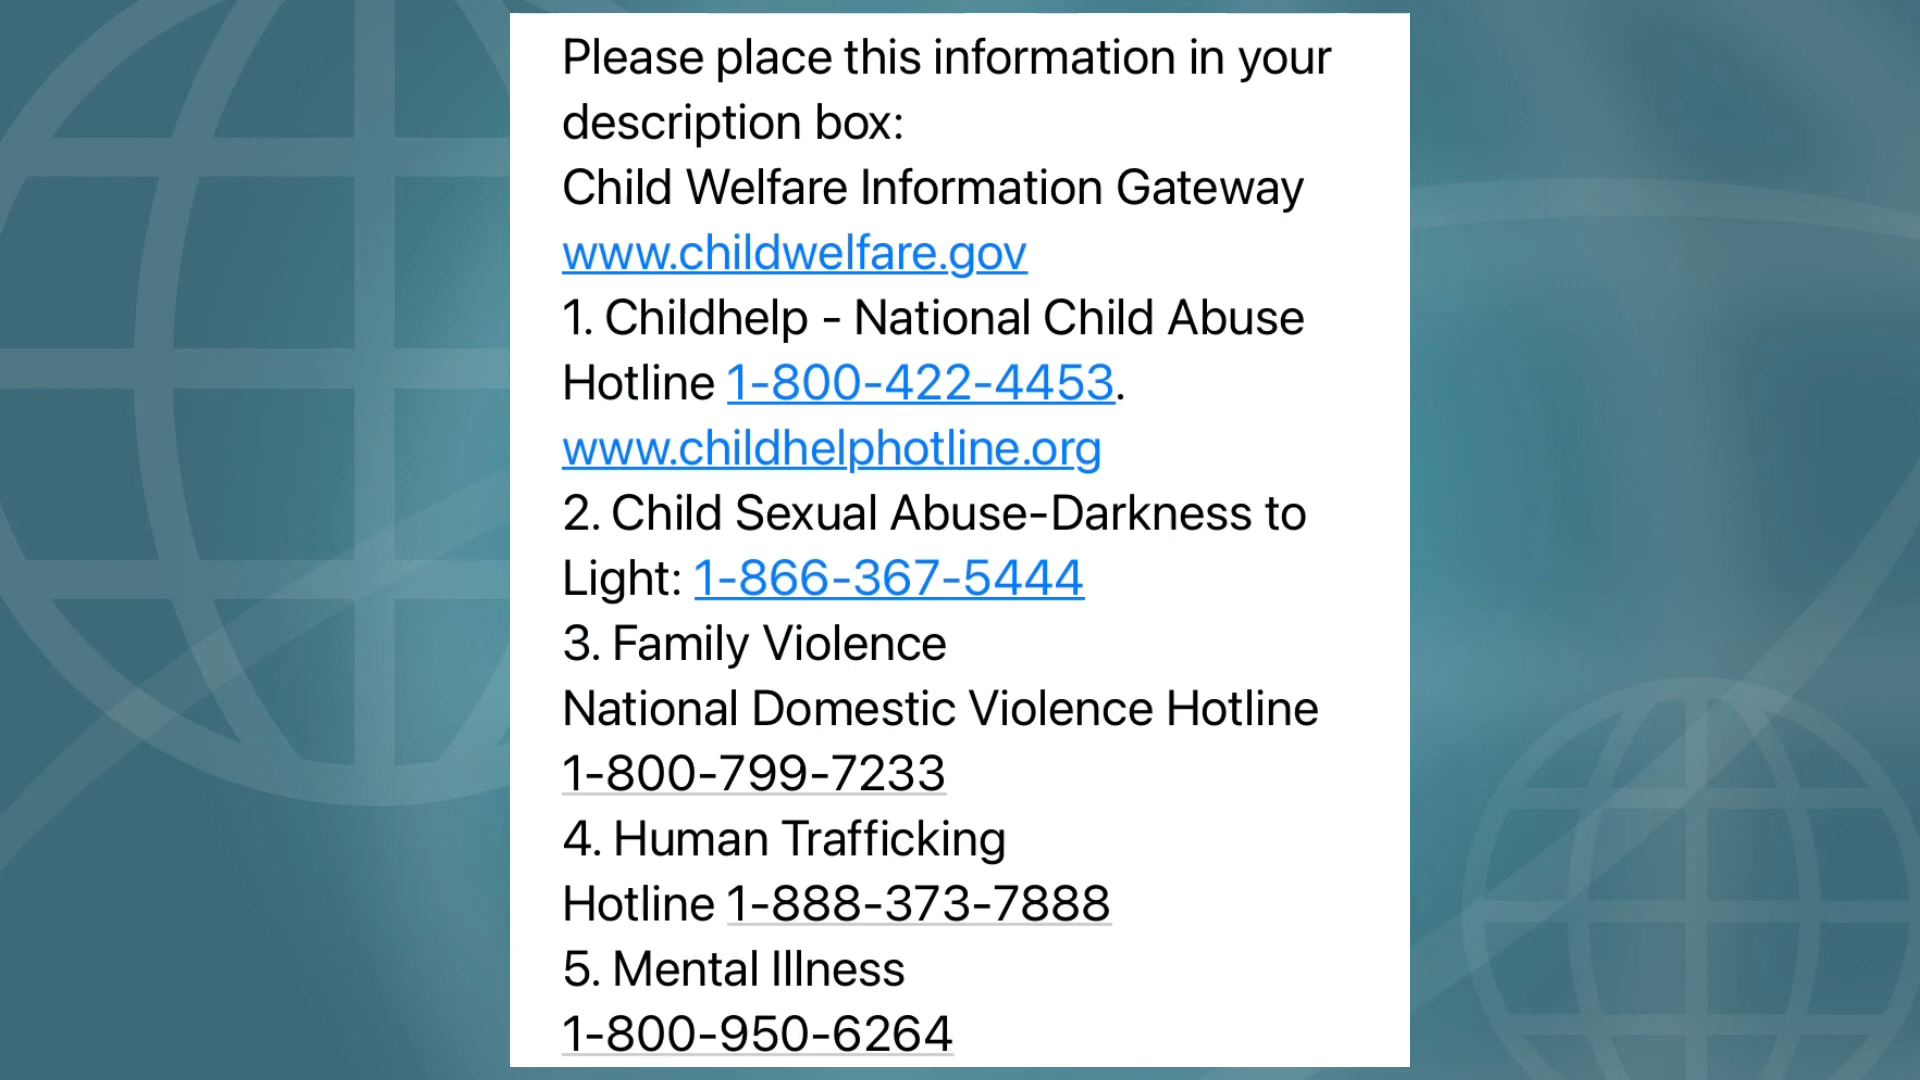 Please place this information in your
description box:
Child Welfare Information Gateway
www.childwelfare.gov
1. Childhelp - National Child Abuse
Hotline 1-800-422-4453.
www.childhelphotline.org
2. Child Sexual Abuse-Darkness to
Light: 1-866-367-5444
3. Family Violence
National Domestic Violence Hotline
1-800-799-7233
4. Human Trafficking
Hotline 1-888-373-7888
5. Mental Illness
1-800-950-6264